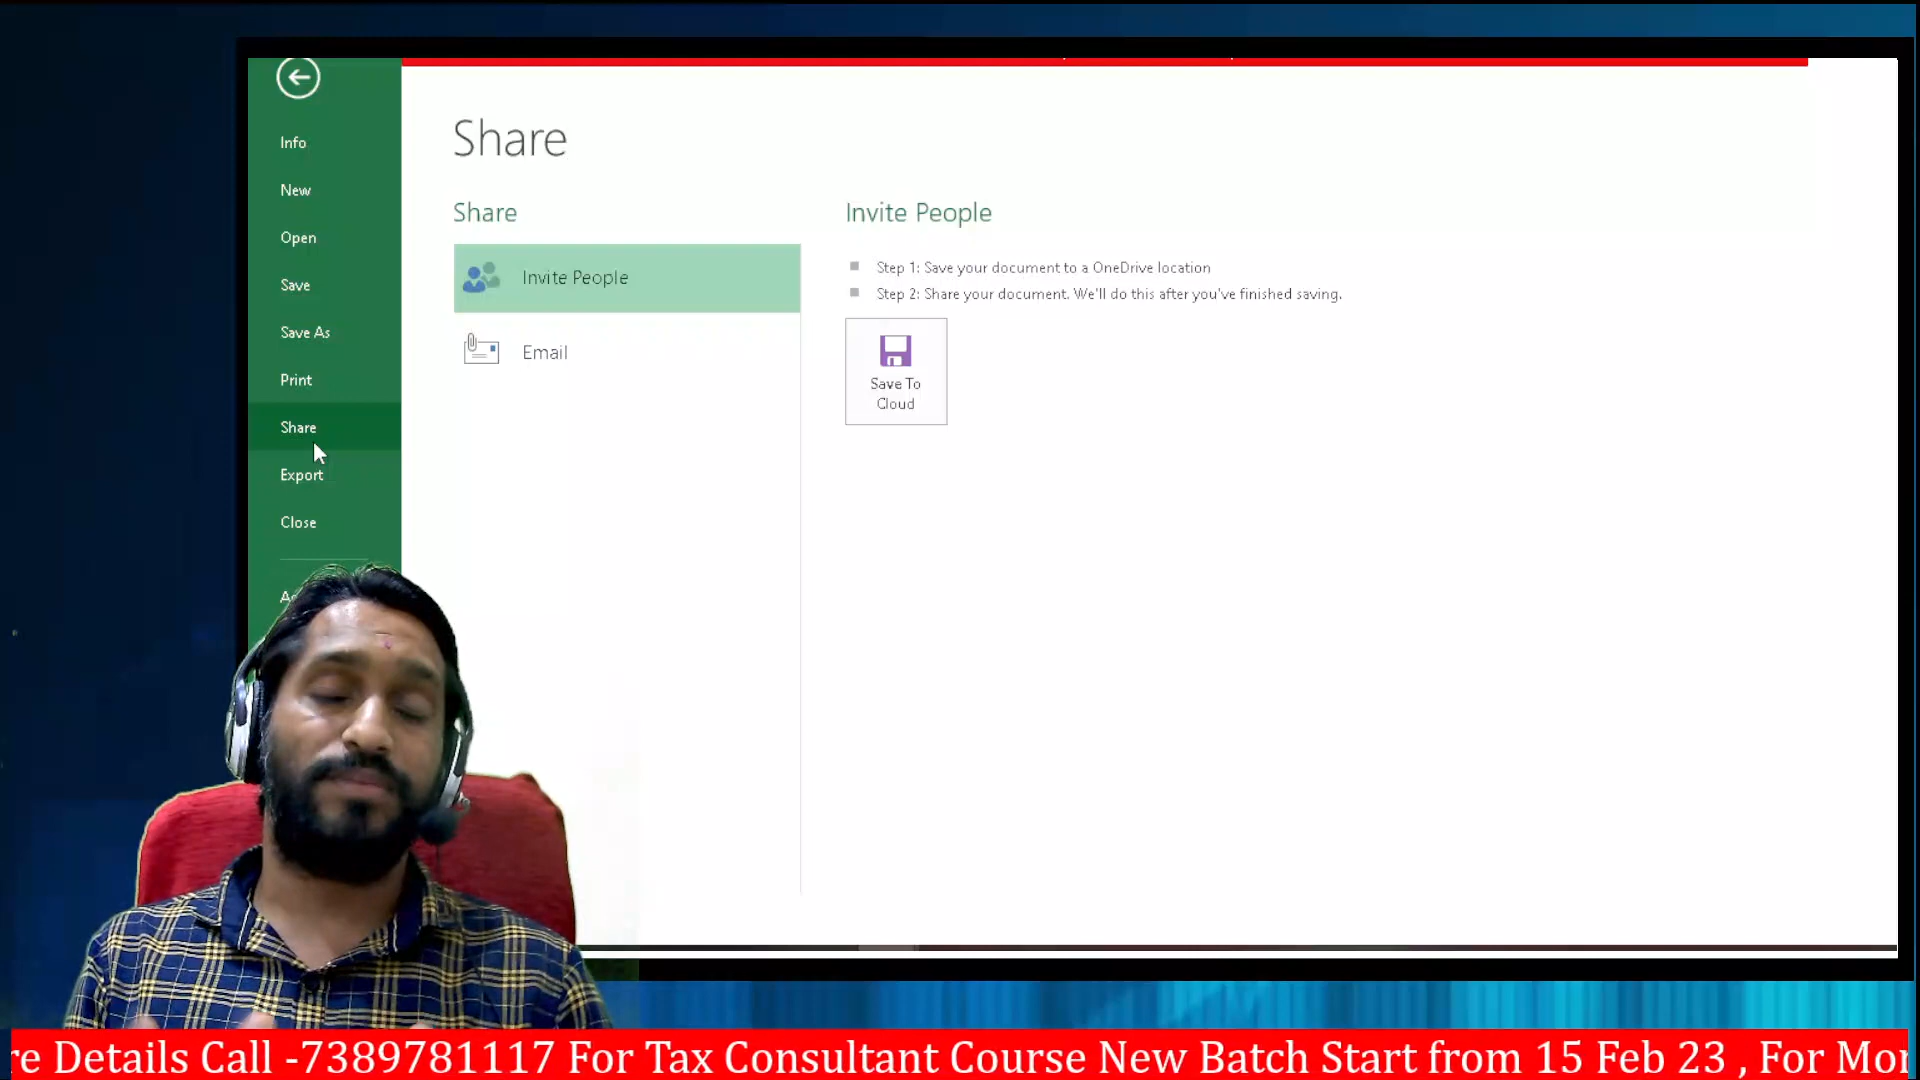 Info
New
Open
Save
Save As
Print
Share
Export
Close
Share
Share
Invite People
Email
Invite People
Step 1: Save your document to a OneDrive location
Step 2: Share your document. We'll do this after you've finished saving.
Save To
Cloud
re Details Call -7389781117 For Tax Consultant Course New Batch Start from 15 Feb 23 , For Mor